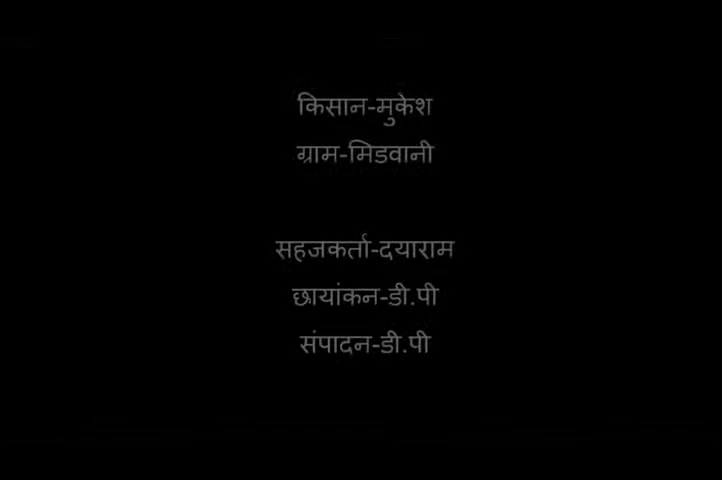 किसान-मुकेश
ग्राम-मिडवानी
सहजकर्ता-दयाराम
छायांकन-डी.पी
संपादन-डी.पी